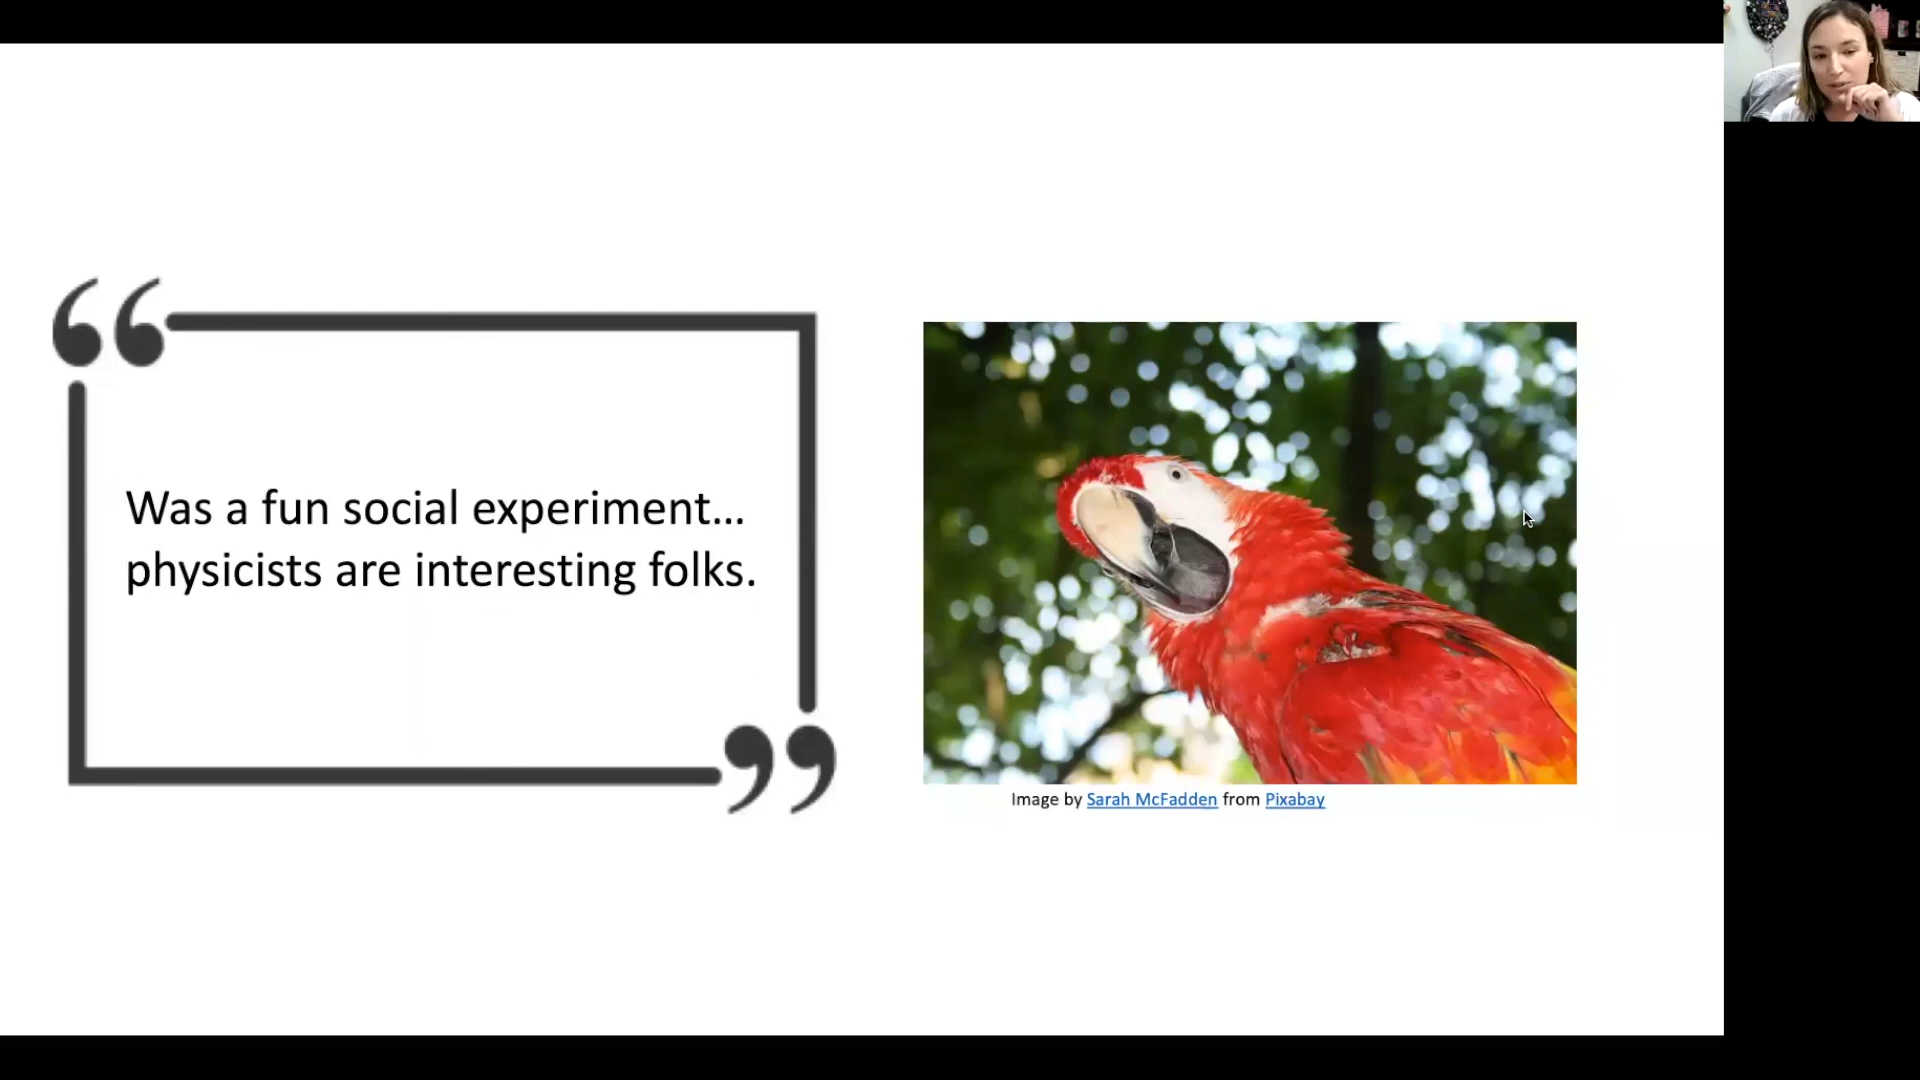 Was a fun social experiment...
physicists are interesting folks.
Image by Sarah McFadden from Pixabay